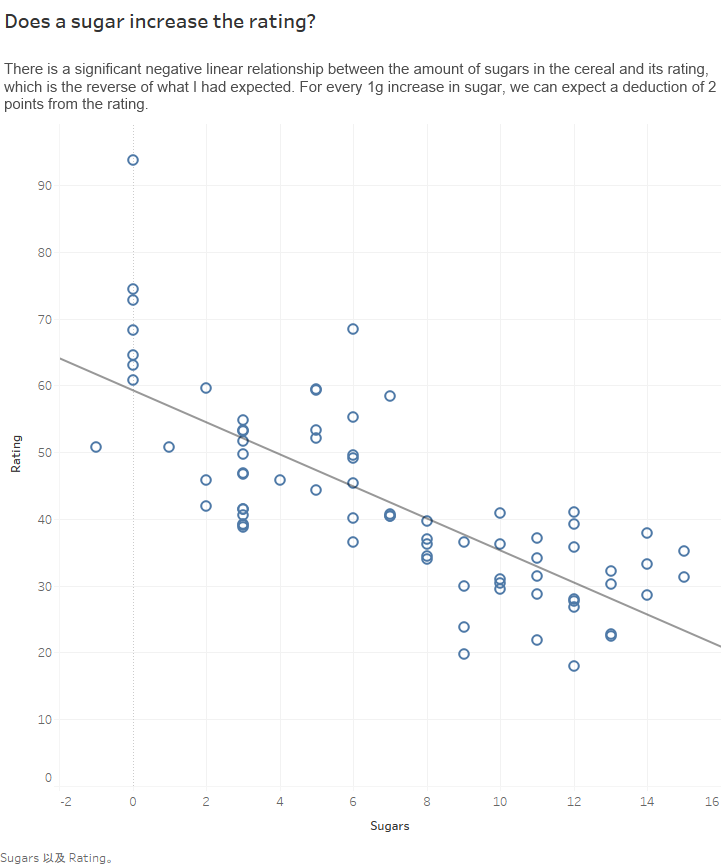 Does a sugar increase the rating?
There is a significant negative linear relationship between the amount of sugars in the cereal and its rating,
which is the reverse of what I had expected. For every 1g increase in sugar, we can expect a deduction of 2
points from the rating.
90
80
70
60
50
40
30
20
10
0
Rating
-2 0 2 4 6 8 10 12 14 16
Sugars
Sugars 以及 Rating。